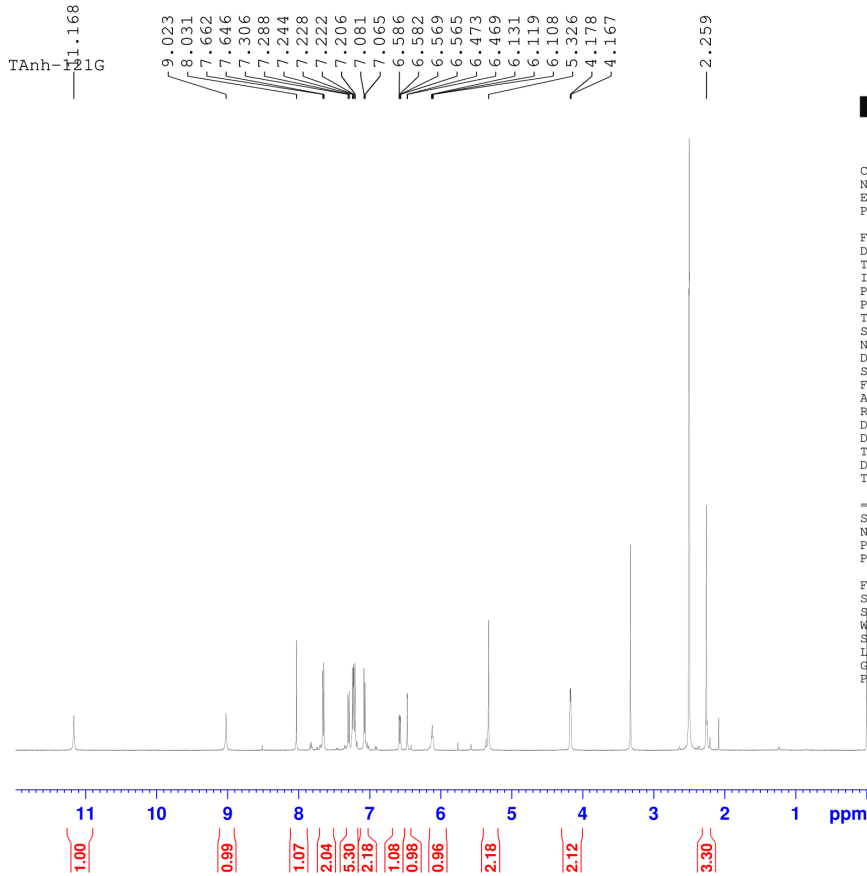 TAnh-121G
11.168
9.023
8.031
7.662
7.646
7.306
7.288
7.244
7.228
7.222
7.206
7.081
7.065
6.586
6.582
6.569
6.565
6.473
6.469
6.131
6.119
6.108
5.326
4.178
4.167
2.259
C
N
E
P
F
D
T
I
P
P
T
S
N
D
S
F
A
R
D
D
T
D
T
=
S
N
P
P
F
S
S
W
S
L
G
P
11 10 9 8 7 6 5 4 3 2 1 ppm
1.00 0.99 1.07 2.04 5.30 2.18 1.08 0.98 0.96 2.18 2.12 3.30